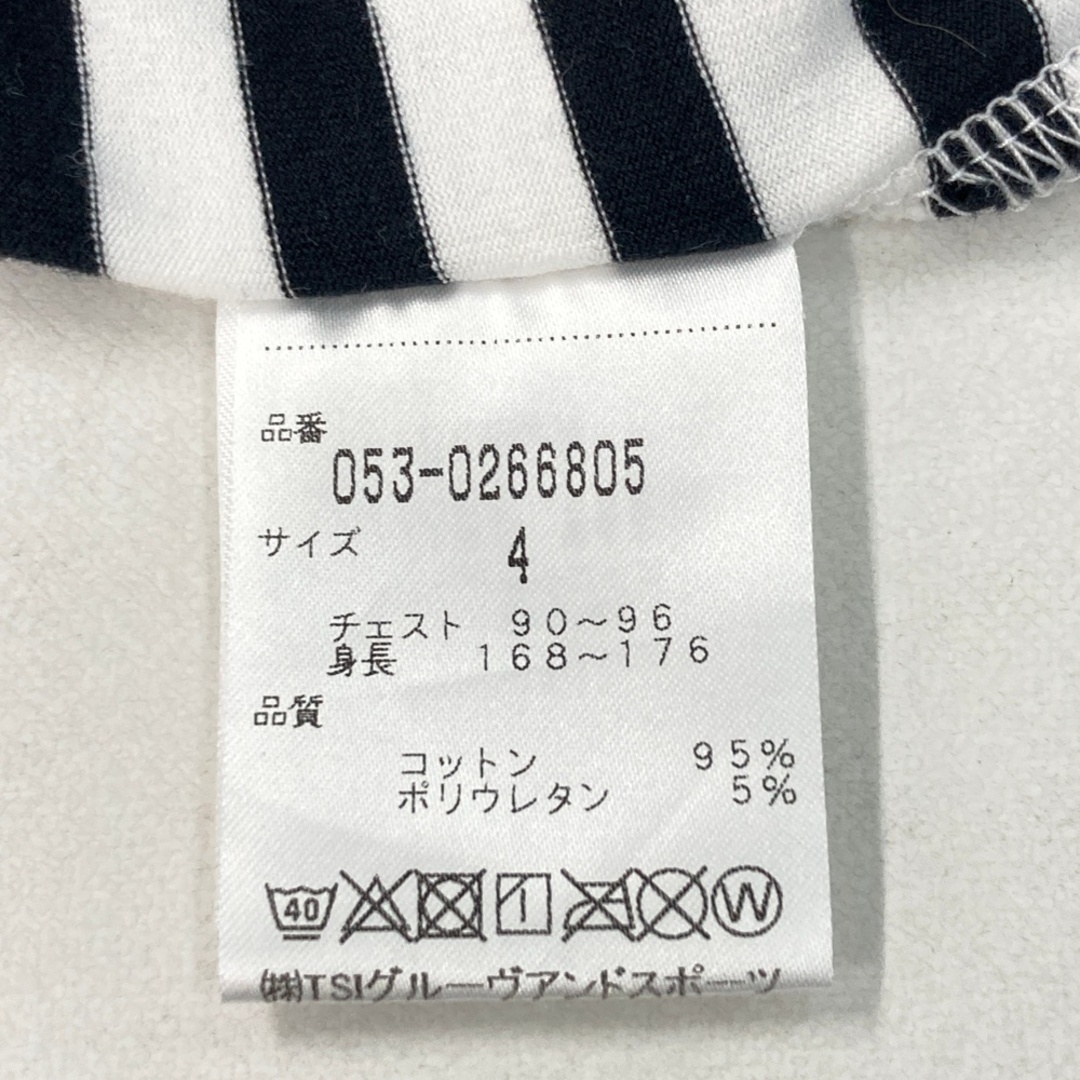 品番
053-0266805
サイズ 4
チェスト 90〜96
身長 168〜176
品質
コットン 95%
ポリウレタン 5%
40 W
㈱TSIグルーヴアンドスポーツ